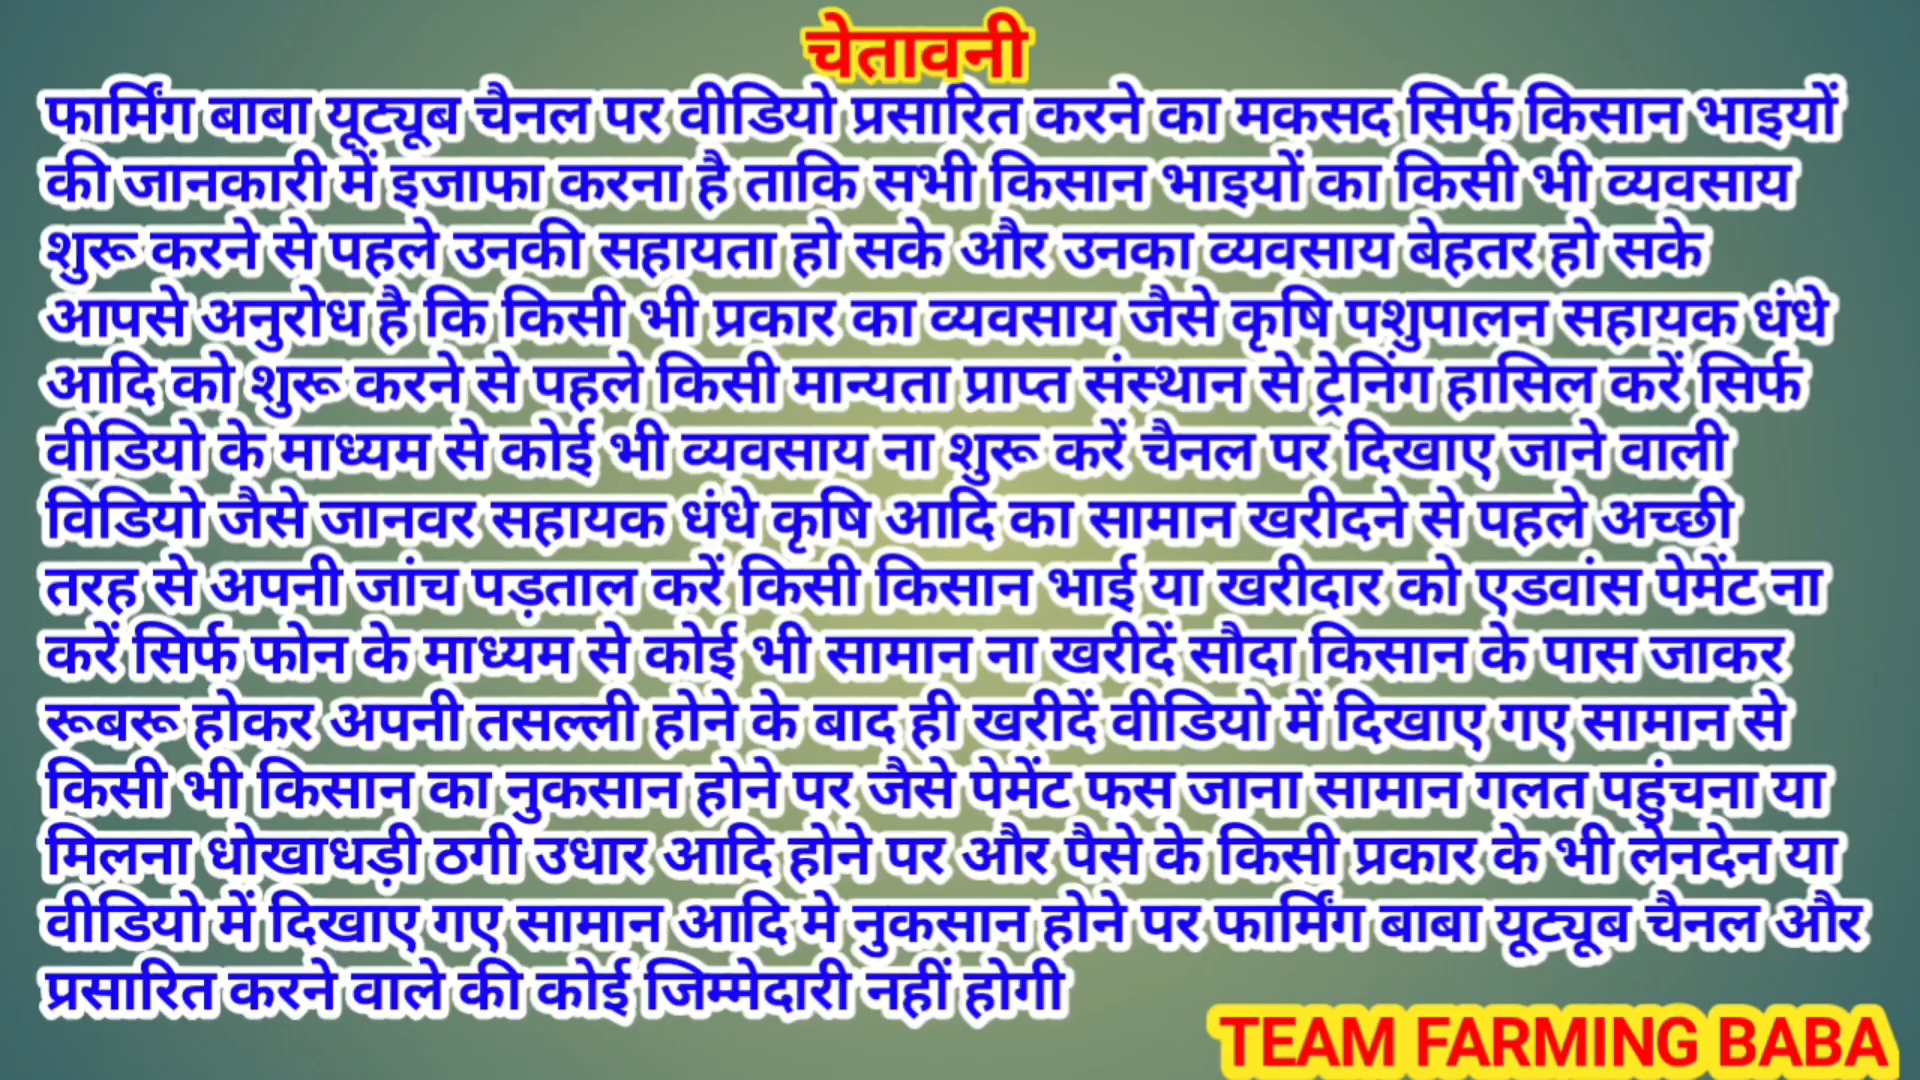 चेतावनी
फार्मिंग बाबा यूट्यूब चैनल पर वीडियो प्रसारित करने का मकसद सिर्फ किसान भाइयों
की जानकारी में इजाफा करना है ताकि सभी किसान भाइयों का किसी भी व्यवसाय
शुरू करने से पहले उनकी सहायता हो सके और उनका व्यवसाय बेहतर हो सके
आपसे अनुरोध है कि किसी भी प्रकार का व्यवसाय जैसे कृषि पशुपालन सहायक धंधे
आदि को शुरू करने से पहले किसी मान्यता प्राप्त संस्थान से ट्रेनिंग हासिल करें सिर्फ
वीडियो के माध्यम से कोई भी व्यवसाय ना शुरू करें चैनल पर दिखाए जाने वाली
विडियो जैसे जानवर सहायक धंधे कृषि आदि का सामान खरीदने से पहले अच्छी
तरह से अपनी जांच पड़ताल करें किसी किसान भाई या खरीदार को एडवांस पेमेंट ना
करें सिर्फ फोन के माध्यम से कोई भी सामान ना खरीदें सौदा किसान के पास जाकर
रूबरू होकर अपनी तसल्ली होने के बाद ही खरीदें वीडियो में दिखाए गए सामान से
किसी भी किसान का नुकसान होने पर जैसे पेमेंट फस जाना सामान गलत पहुंचना या
मिलना धोखाधड़ी ठगी उधार आदि होने पर और पैसे के किसी प्रकार के भी लेनदेन या
वीडियो में दिखाए गए सामान आदि मे नुकसान होने पर फार्मिंग बाबा यूट्यूब चैनल और
प्रसारित करने वाले की कोई जिम्मेदारी नहीं होगी
TEAM FARMING BABA